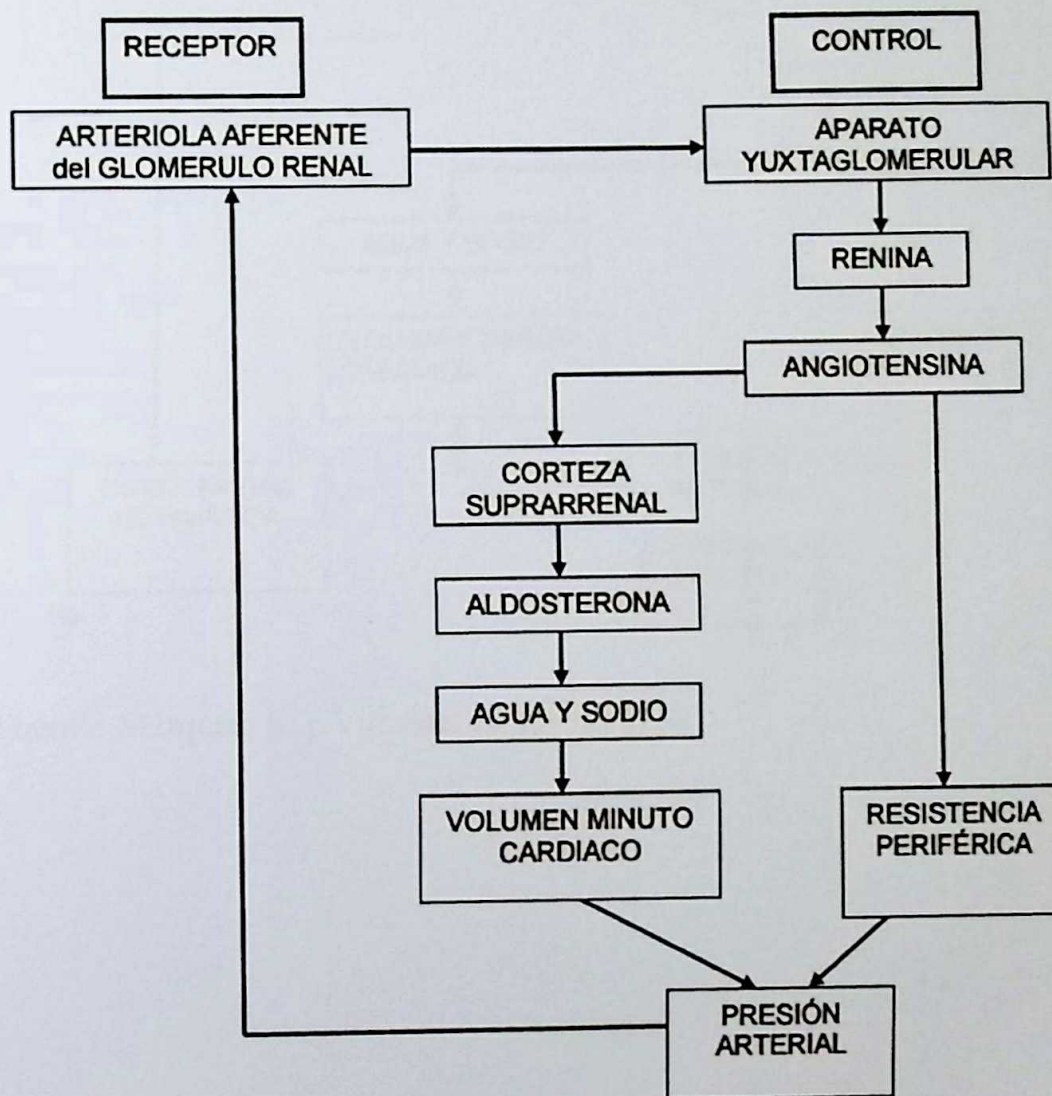 RECEPTOR
CONTROL
ARTERIOLA AFERENTE
del GLOMERULO RENAL
APARATO
YUXTAGLOMERULAR
RENINA
ANGIOTENSINA
CORTEZA
SUPRARRENAL
ALDOSTERONA
AGUA Y SODIO
VOLUMEN MINUTO
CARDIACO
RESISTENCIA
PERIFÉRICA
PRESIÓN
ARTERIAL